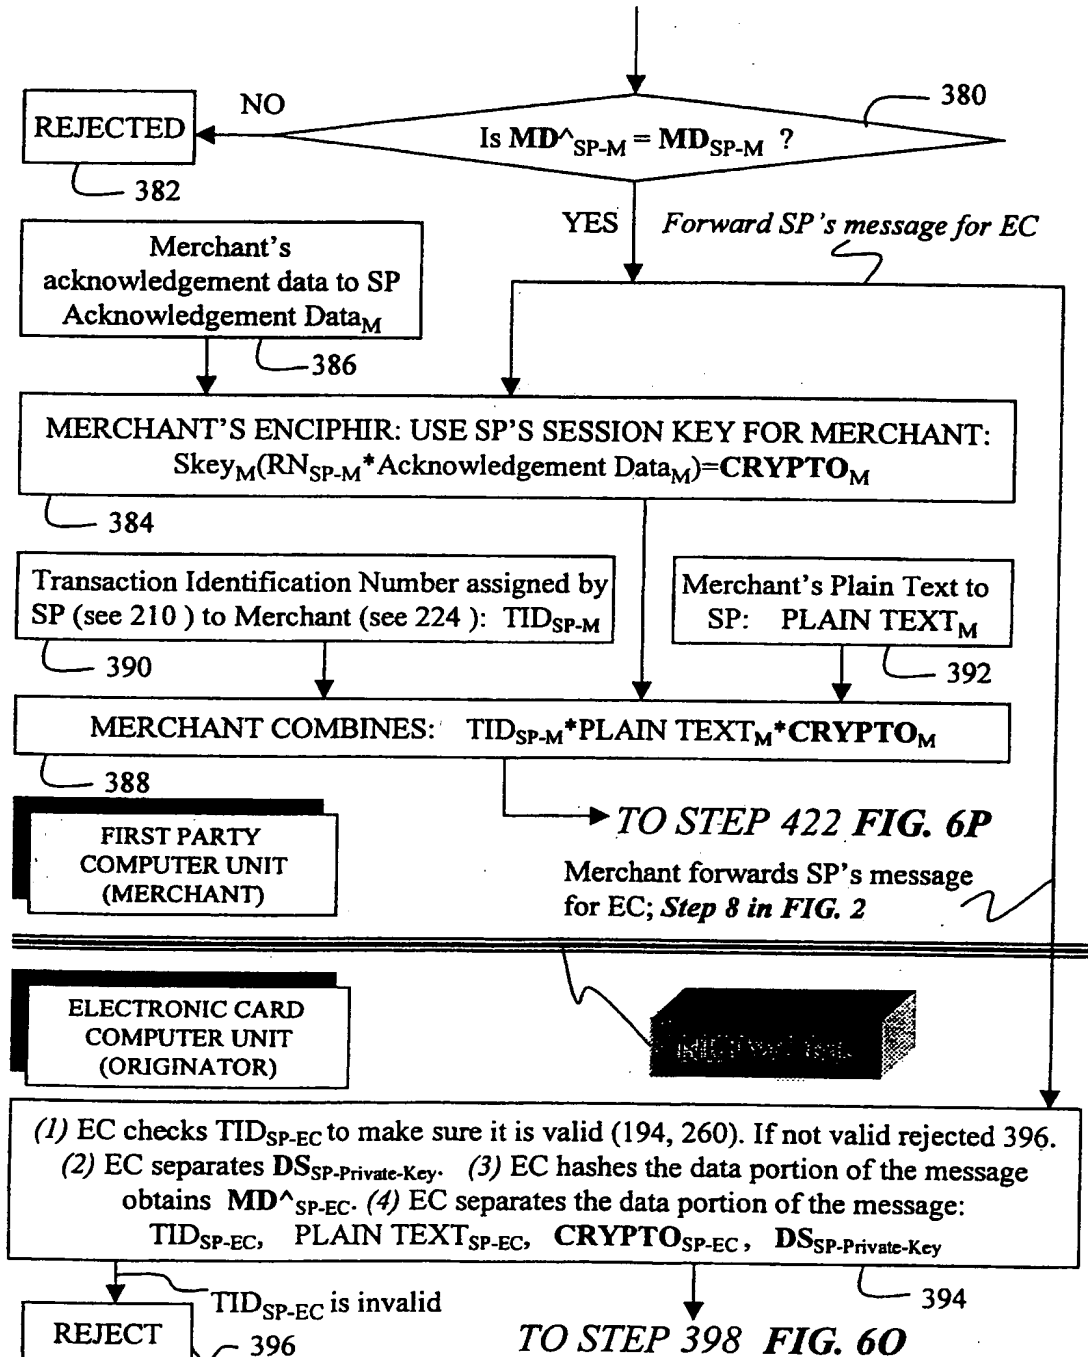 NO
380
REJECTED
Is MD^SP-M = MDSP-M ?
382
YES
Forward SP's message for EC
Merchant's
acknowledgement data to SP
Acknowledgement DataM
386
MERCHANT'S ENCIPHIR: USE SP'S SESSION KEY FOR MERCHANT:
SkeyM(RNSP-M*Acknowledgement DataM)=CRYPTOM
384
Transaction Identification Number assigned by
SP (see 210 ) to Merchant (see 224 ): TIDSP-M
390
Merchant's Plain Text to
SP: PLAIN TEXTM
392
MERCHANT COMBINES: TIDSP-M*PLAIN TEXTM*CRYPTOM
388
TO STEP 422 FIG. 6P
FIRST PARTY
COMPUTER UNIT
(MERCHANT)
Merchant forwards SP's message
for EC; Step 8 in FIG. 2
ELECTRONIC CARD
COMPUTER UNIT
(ORIGINATOR)
(1) EC checks TIDSP-EC to make sure it is valid (194, 260). If not valid rejected 396.
(2) EC separates DSSP-Private-Key. (3) EC hashes the data portion of the message
obtains MD^SP-EC. (4) EC separates the data portion of the message:
TIDSP-EC, PLAIN TEXTSP-EC, CRYPTOSP-EC, DSSP-Private-Key
394
TIDSP-EC is invalid
REJECT
396
TO STEP 398 FIG. 6O